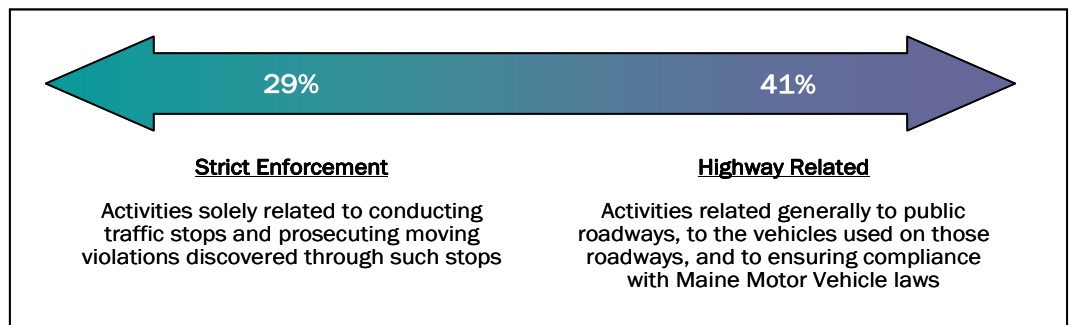 29%
41%
Strict Enforcement
Activities solely related to conducting
traffic stops and prosecuting moving
violations discovered through such stops
Highway Related
Activities related generally to public
roadways, to the vehicles used on those
roadways, and to ensuring compliance
with Maine Motor Vehicle laws